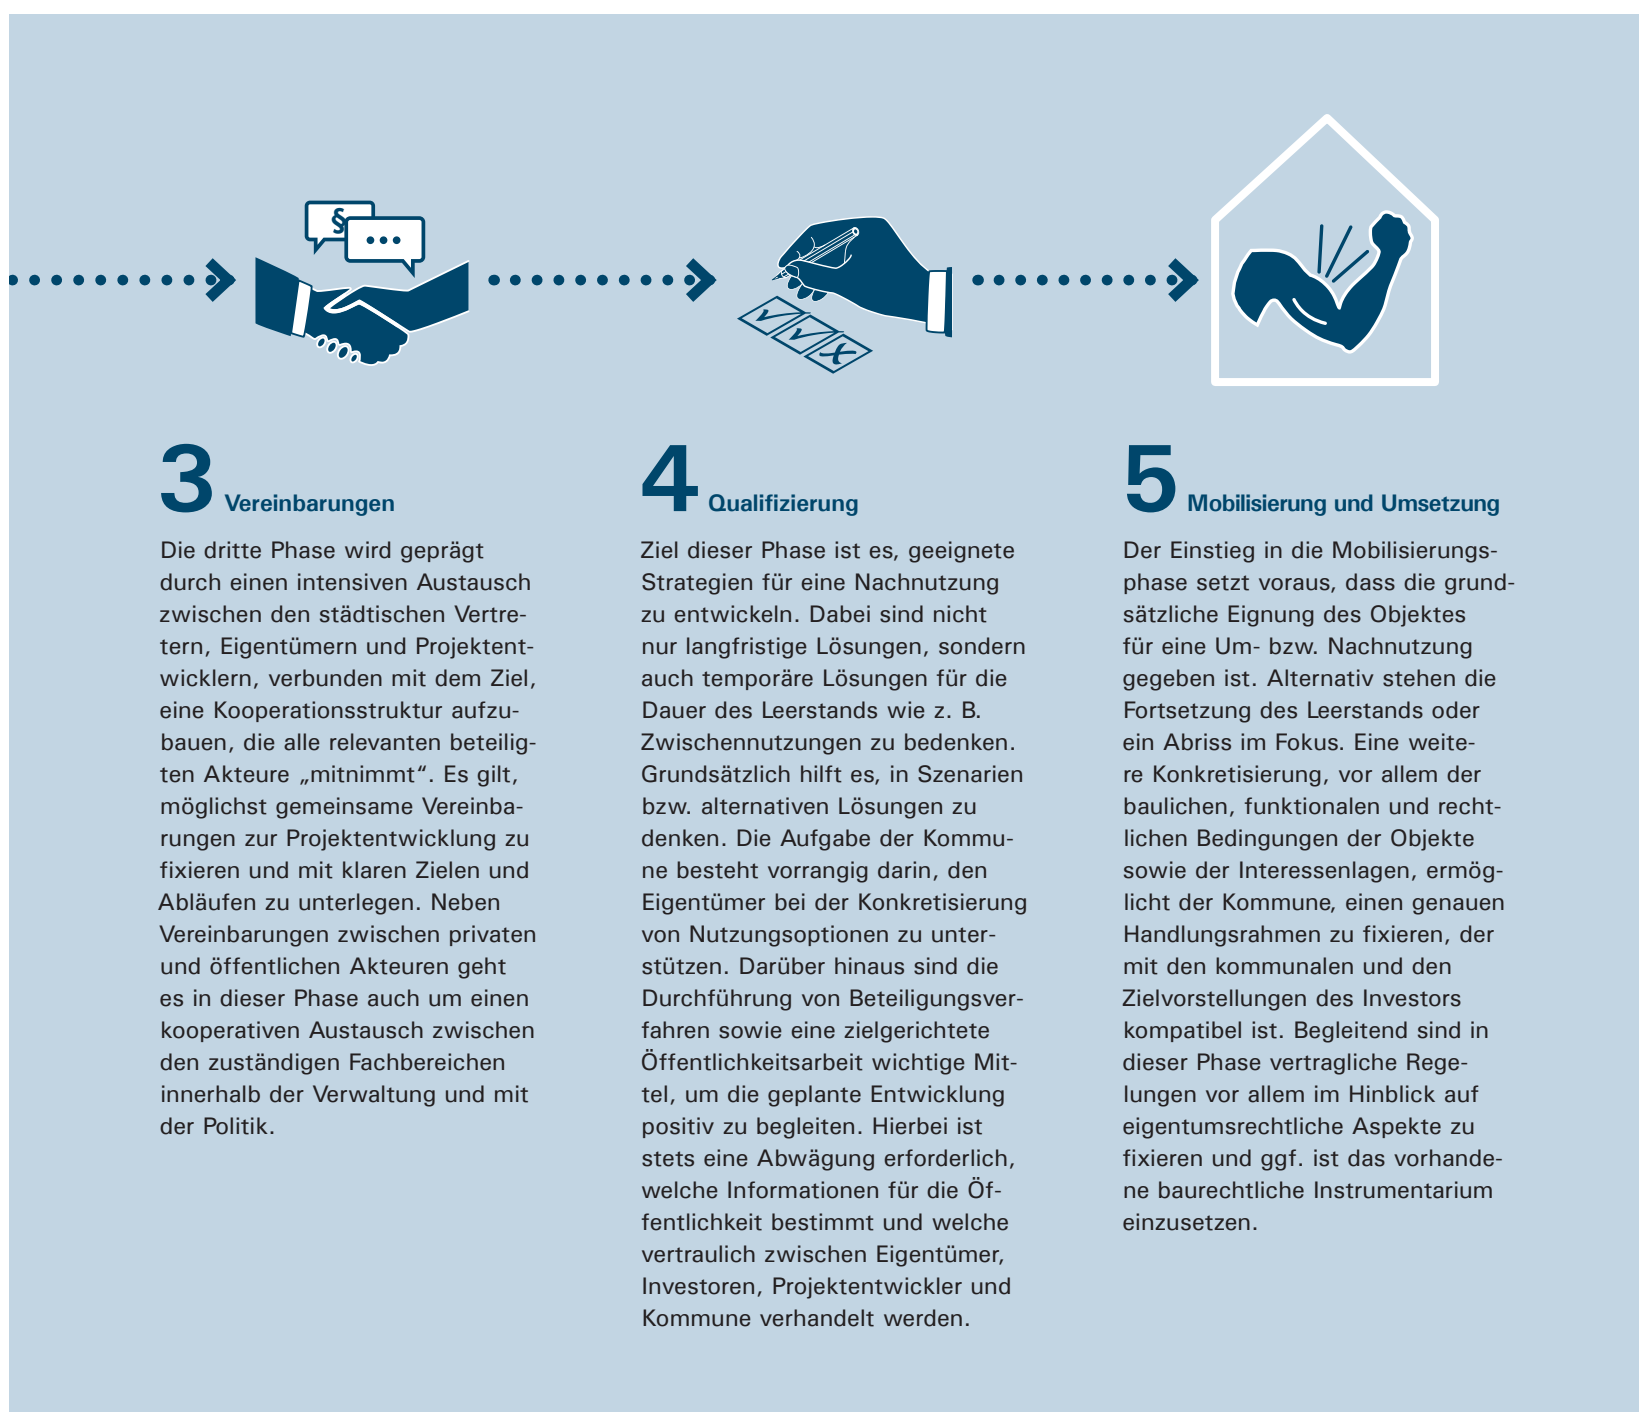 §
3 Vereinbarungen
Die dritte Phase wird geprägt
durch einen intensiven Austausch
zwischen den städtischen Vertre-
tern, Eigentümern und Projektent-
wicklern, verbunden mit dem Ziel,
eine Kooperationsstruktur aufzu-
bauen, die alle relevanten beteilig-
ten Akteure „mitnimmt“. Es gilt,
möglichst gemeinsame Vereinba-
rungen zur Projektentwicklung zu
fixieren und mit klaren Zielen und
Abläufen zu unterlegen. Neben
Vereinbarungen zwischen privaten
und öffentlichen Akteuren geht
es in dieser Phase auch um einen
kooperativen Austausch zwischen
den zuständigen Fachbereichen
innerhalb der Verwaltung und mit
der Politik.
4 Qualifizierung
Ziel dieser Phase ist es, geeignete
Strategien für eine Nachnutzung
zu entwickeln. Dabei sind nicht
nur langfristige Lösungen, sondern
auch temporäre Lösungen für die
Dauer des Leerstands wie z. B.
Zwischennutzungen zu bedenken.
Grundsätzlich hilft es, in Szenarien
bzw. alternativen Lösungen zu
denken. Die Aufgabe der Kommu-
ne besteht vorrangig darin, den
Eigentümer bei der Konkretisierung
von Nutzungsoptionen zu unter-
stützen. Darüber hinaus sind die
Durchführung von Beteiligungsver-
fahren sowie eine zielgerichtete
Öffentlichkeitsarbeit wichtige Mit-
tel, um die geplante Entwicklung
positiv zu begleiten. Hierbei ist
stets eine Abwägung erforderlich,
welche Informationen für die Öf-
fentlichkeit bestimmt und welche
vertraulich zwischen Eigentümer,
Investoren, Projektentwickler und
Kommune verhandelt werden.
5 Mobilisierung und Umsetzung
Der Einstieg in die Mobilisierungs-
phase setzt voraus, dass die grund-
sätzliche Eignung des Objektes
für eine Um- bzw. Nachnutzung
gegeben ist. Alternativ stehen die
Fortsetzung des Leerstands oder
ein Abriss im Fokus. Eine weite-
re Konkretisierung, vor allem der
baulichen, funktionalen und recht-
lichen Bedingungen der Objekte
sowie der Interessenlagen, ermög-
licht der Kommune, einen genauen
Handlungsrahmen zu fixieren, der
mit den kommunalen und den
Zielvorstellungen des Investors
kompatibel ist. Begleitend sind in
dieser Phase vertragliche Rege-
lungen vor allem im Hinblick auf
eigentumsrechtliche Aspekte zu
fixieren und ggf. ist das vorhande-
ne baurechtliche Instrumentarium
einzusetzen.